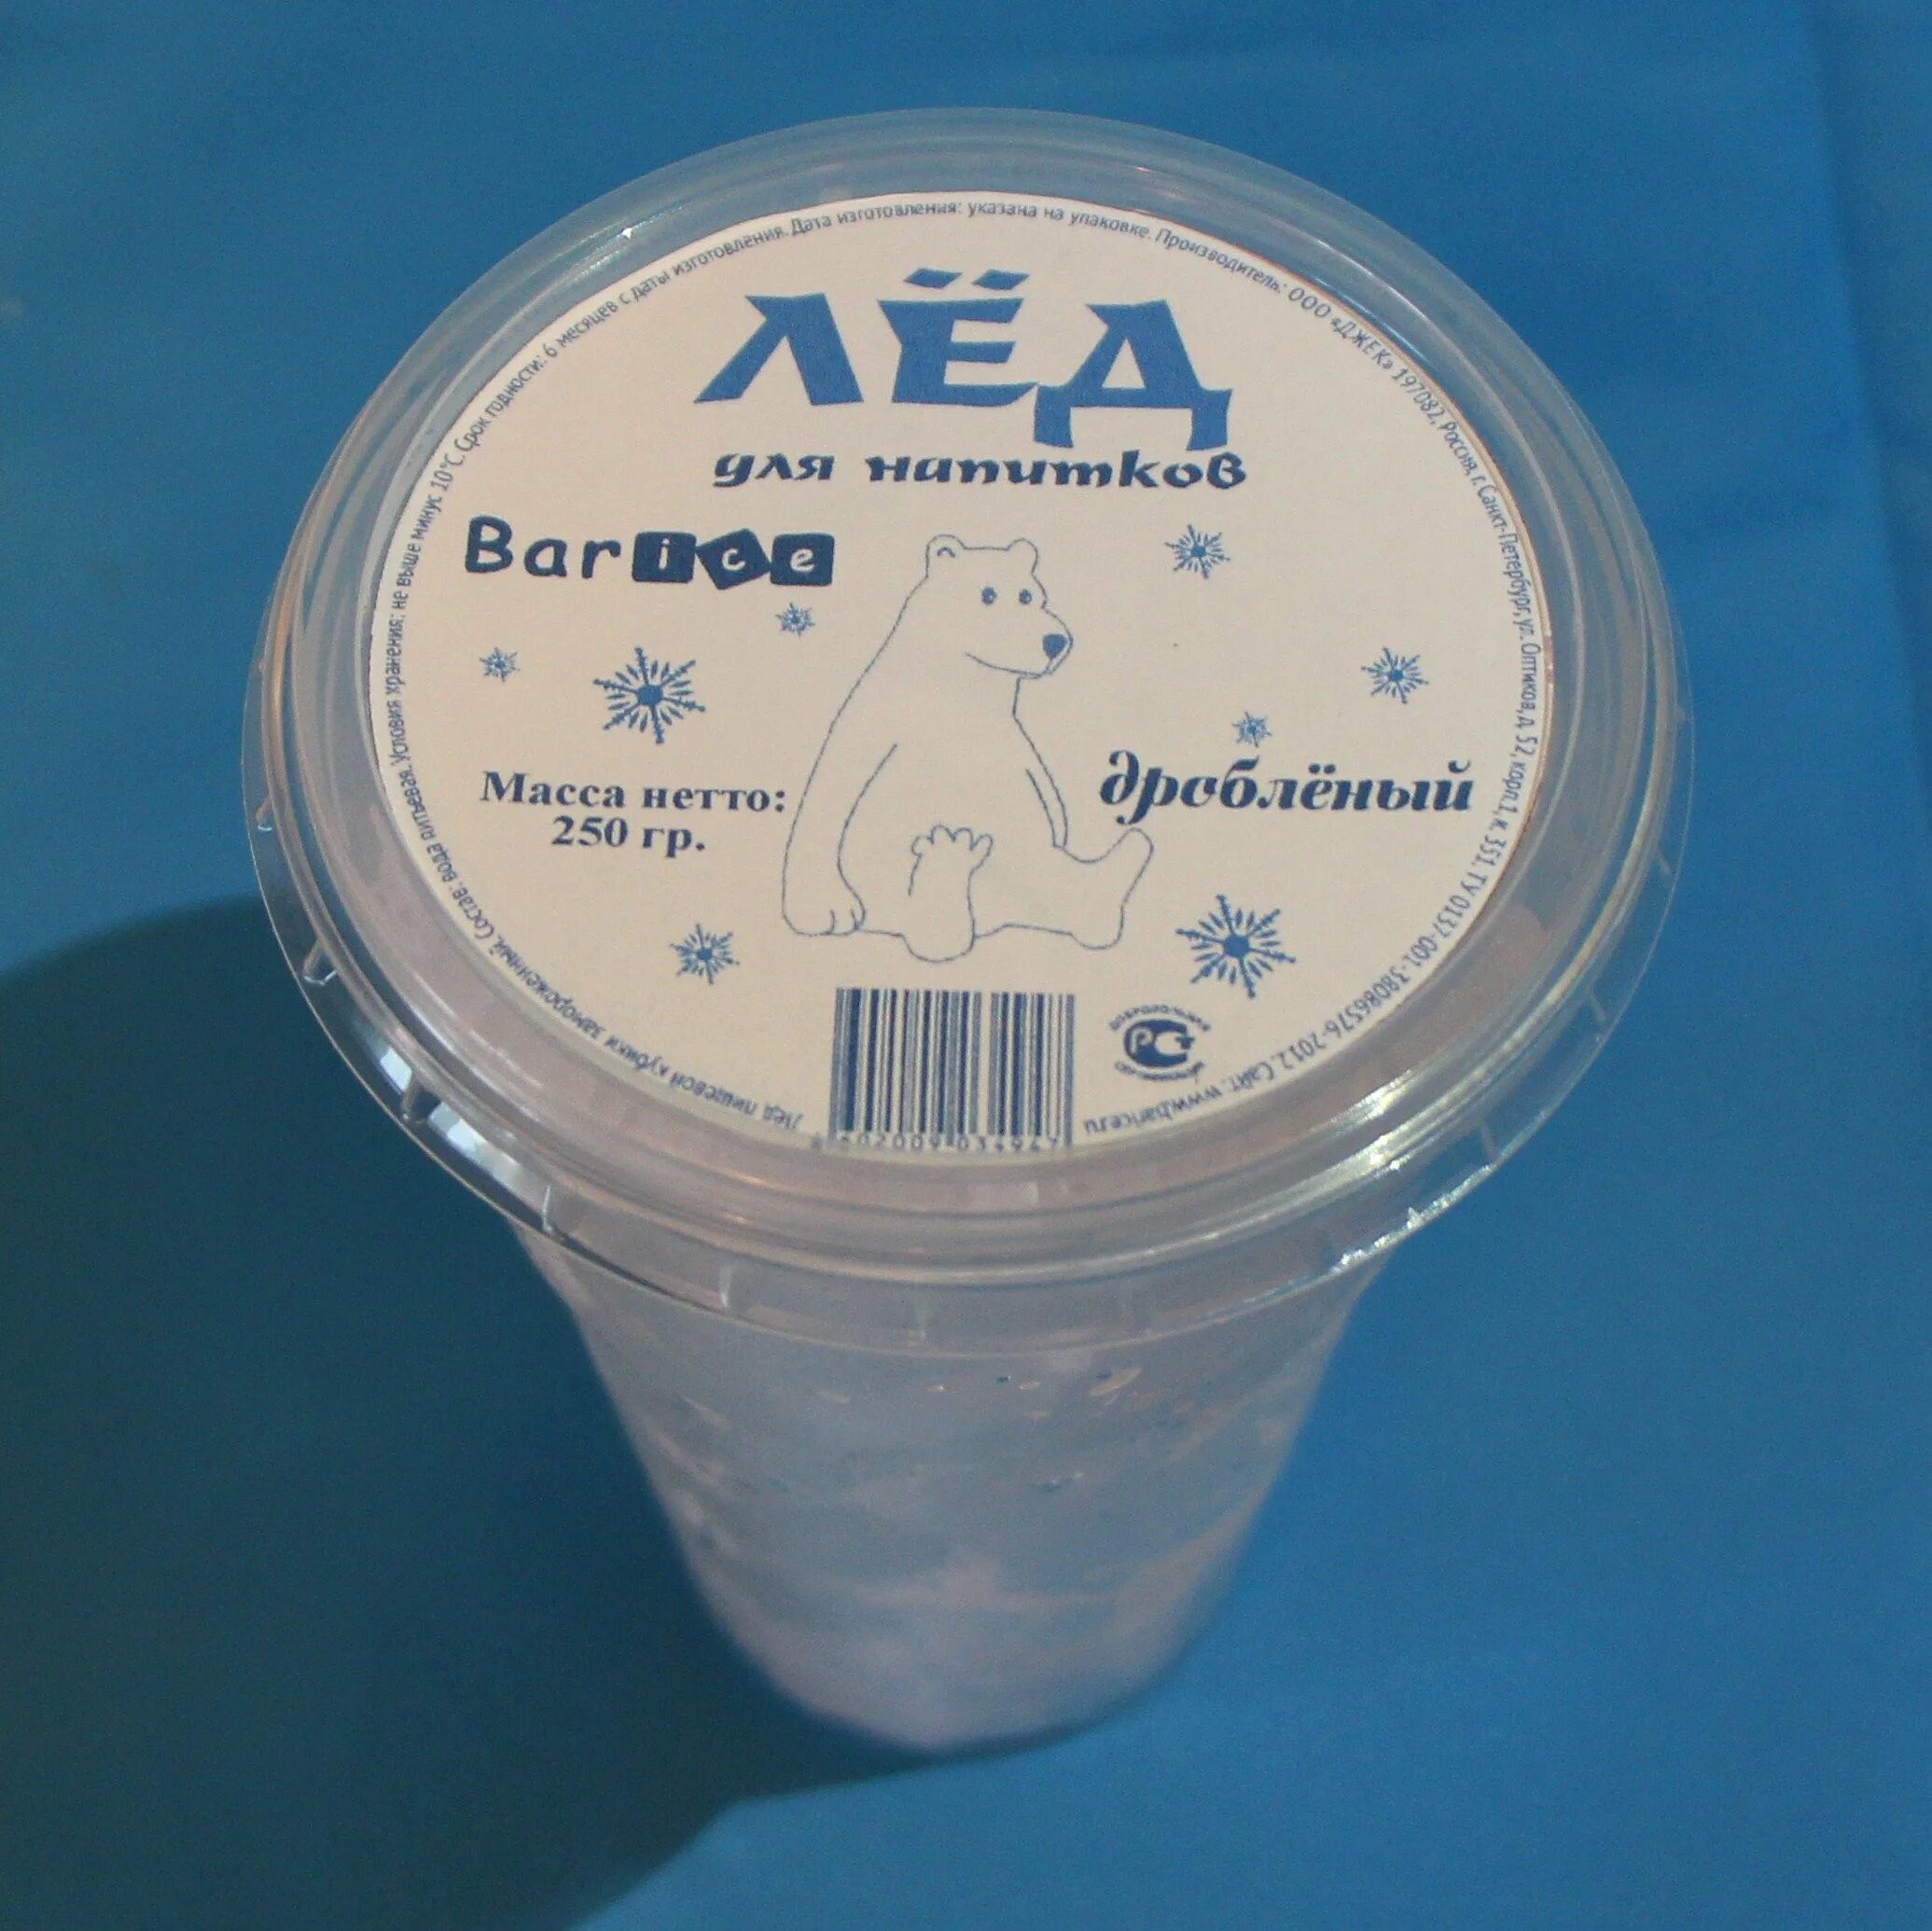 ЛЁД
для напитков
Barice
Масса нетто:
250 гр.
дроблёный
Лед пищевой кубики замороженный. Состав: вода питьевая. Условия хранения: не выше минус 10°С. Срок годности: 6 месяцев с даты изготовления. Дата изготовления: указана на упаковке. Производитель: ООО «ДЖЕК» 197082, Россия, г. Санкт-Петербург, ул. Оптиков, д. 52, корп.1, к. 351. ТУ 0137-001-38086576-2012. Сайт: www.barice.ru
РСТ